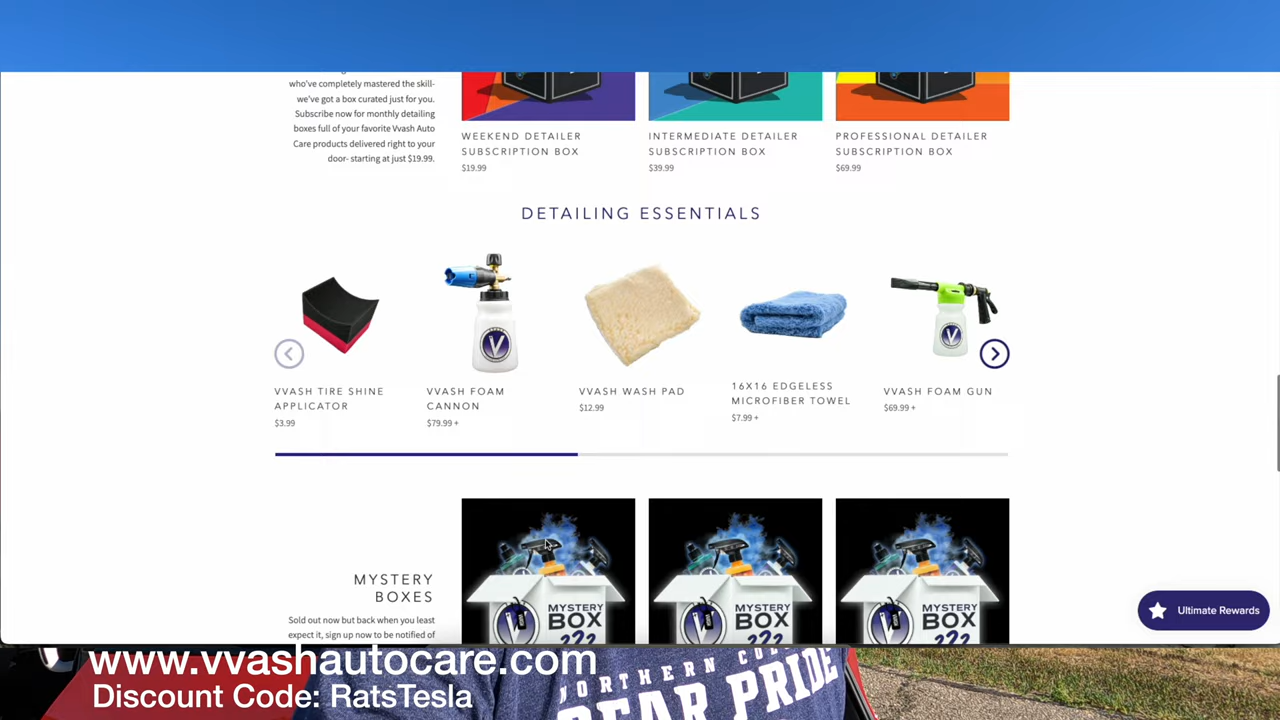 who've completely mastered the skill-
we've got a box curated just for you.
Subscribe now for monthly detailing
boxes full of your favorite Vvash Auto
Care products delivered right to your
door- starting at just $19.99.
WEEKEND DETAILER
SUBSCRIPTION BOX
$19.99
INTERMEDIATE DETAILER
SUBSCRIPTION BOX
$39.99
PROFESSIONAL DETAILER
SUBSCRIPTION BOX
$69.99
DETAILING ESSENTIALS
VVASH TIRE SHINE
APPLICATOR
$3.99
VVASH FOAM
CANNON
$79.99 +
VVASH WASH PAD
$12.99
16X16 EDGELESS
MICROFIBER TOWEL
$7.99 +
VVASH FOAM GUN
$69.99 +
MYSTERY
BOXES
Sold out now but back when you least
expect it, sign up now to be notified of
MYSTERY
BOX
???
MYSTERY
BOX
???
MYSTERY
BOX
???
Ultimate Rewards
www.vvashautocare.com
Discount Code: RatsTesla
NORTHERN COL
BEAR PRIDE